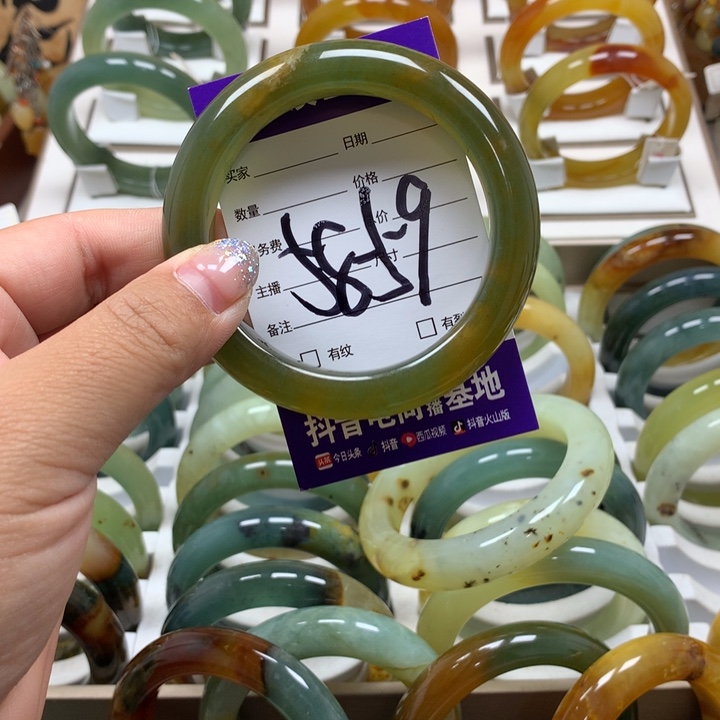 买家
日期
数量
价格
务费
价
主播
寸
备注
有纹
有
抖音电商直播基地
今日头条 抖音 西瓜视频 抖音火山版